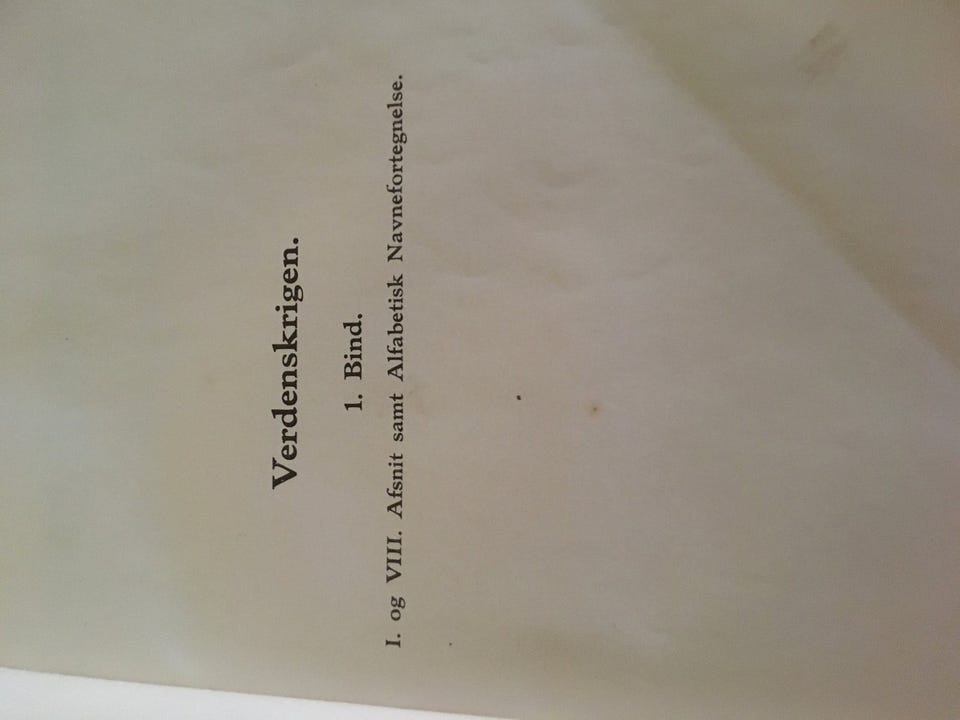 Verdenskrigen.
1. Bind.
I. og VIII. Afsnit samt Alfabetisk Navnefortegnelse.